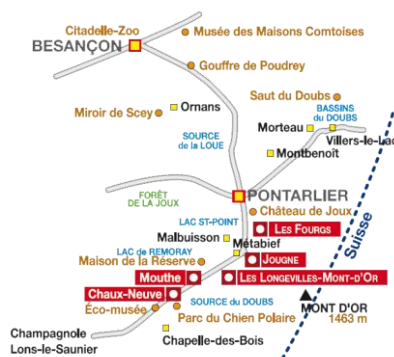 Citadelle-Zoo
BESANÇON
Musée des Maisons Comtoises
Gouffre de Poudrey
Saut du Doubs
Ornans
Miroir de Scey
BASSINS
du DOUBS
Morteau
Villers-le-Lac
SOURCE
de la LOUE
Montbenoît
FORÊT
DE LA JOUX
PONTARLIER
Château de Joux
LAC ST-POINT
LES FOURGS
Malbuisson
Métabief
Suisse
LAC de REMORAY
JOUGNE
Maison de la Réserve
Mouthe
LES LONGEVILLES-MONT-D'OR
Chaux-Neuve
SOURCE du DOUBS
MONT D'OR
Éco-musée
Parc du Chien Polaire
1463 m
Champagnole
Lons-le-Saunier
Chapelle-des-Bois